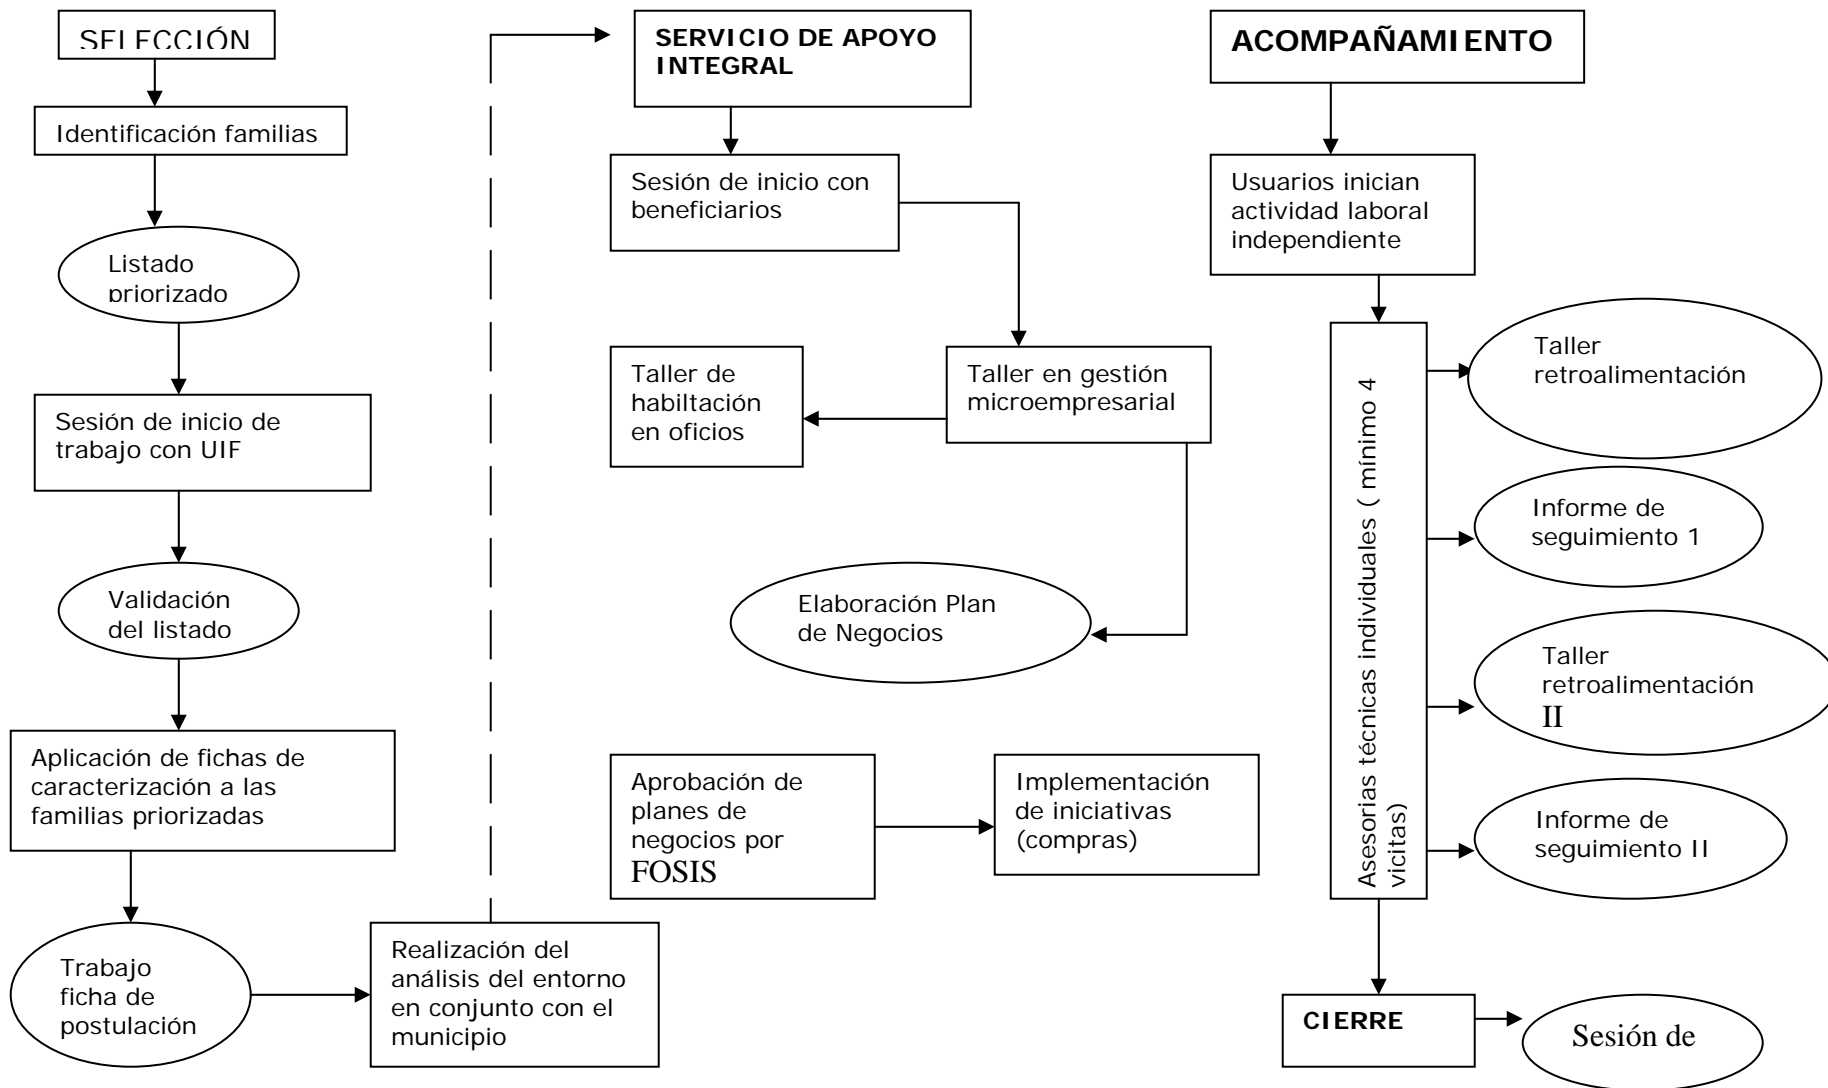 SELECCIÓN
Identificación familias
Listado
priorizado
Sesión de inicio de
trabajo con UIF
Validación
del listado
Aplicación de fichas de
caracterización a las
familias priorizadas
Trabajo
ficha de
postulación
Realización del
análisis del entorno
en conjunto con el
municipio
SERVICIO DE APOYO
INTEGRAL
Sesión de inicio con
beneficiarios
Taller de
habiltación
en oficios
Taller en gestión
microempresarial
Elaboración Plan
de Negocios
Aprobación de
planes de
negocios por
FOSIS
Implementación
de iniciativas
(compras)
ACOMPAÑAMIENTO
Usuarios inician
actividad laboral
independiente
Asesorias técnicas individuales ( mínimo 4
vicitas)
Taller
retroalimentación
Informe de
seguimiento 1
Taller
retroalimentación
II
Informe de
seguimiento II
CIERRE
Sesión de